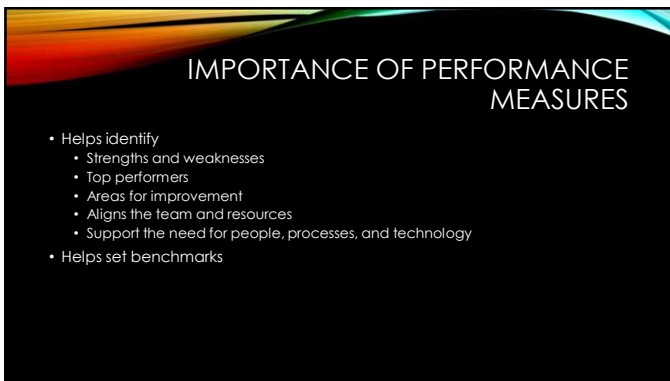 IMPORTANCE OF PERFORMANCE
MEASURES
• Helps identify
• Strengths and weaknesses
• Top performers
• Areas for improvement
• Aligns the team and resources
• Support the need for people, processes, and technology
• Helps set benchmarks